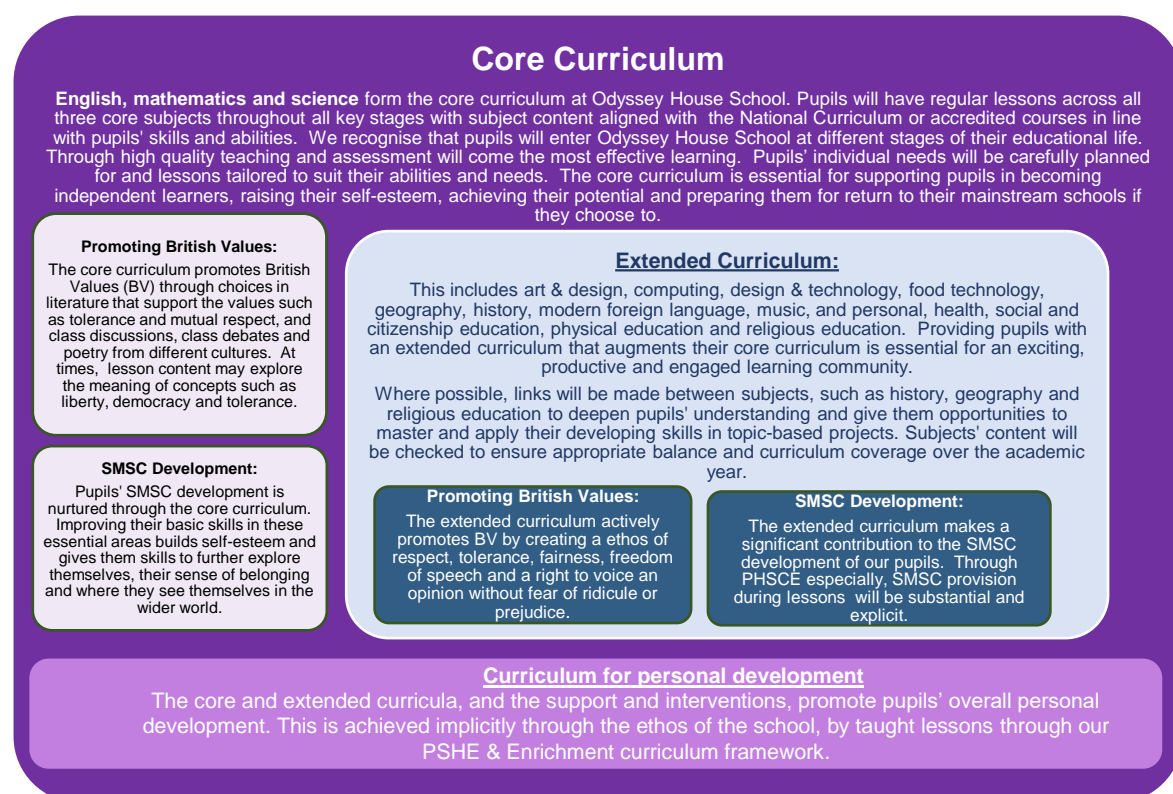 Core Curriculum
English, mathematics and science form the core curriculum at Odyssey House School. Pupils will have regular lessons across all
three core subjects throughout all key stages with subject content aligned with the National Curriculum or accredited courses in line
with pupils' skills and abilities. We recognise that pupils will enter Odyssey House School at different stages of their educational life.
Through high quality teaching and assessment will come the most effective learning. Pupils' individual needs will be carefully planned
for and lessons tailored to suit their abilities and needs. The core curriculum is essential for supporting pupils in becoming
independent learners, raising their self-esteem, achieving their potential and preparing them for return to their mainstream schools if
they choose to.
Promoting British Values:
The core curriculum promotes British
Values (BV) through choices in
literature that support the values such
as tolerance and mutual respect, and
class discussions, class debates and
poetry from different cultures. At
times, lesson content may explore
the meaning of concepts such as
liberty, democracy and tolerance.
SMSC Development:
Pupils' SMSC development is
nurtured through the core curriculum.
Improving their basic skills in these
essential areas builds self-esteem and
gives them skills to further explore
themselves, their sense of belonging
and where they see themselves in the
wider world.
Extended Curriculum:
This includes art & design, computing, design & technology, food technology,
geography, history, modern foreign language, music, and personal, health, social and
citizenship education, physical education and religious education. Providing pupils with
an extended curriculum that augments their core curriculum is essential for an exciting,
productive and engaged learning community.
Where possible, links will be made between subjects, such as history, geography and
religious education to deepen pupils' understanding and give them opportunities to
master and apply their developing skills in topic-based projects. Subjects' content will
be checked to ensure appropriate balance and curriculum coverage over the academic
year.
Promoting British Values:
The extended curriculum actively
promotes BV by creating a ethos of
respect, tolerance, fairness, freedom
of speech and a right to voice an
opinion without fear of ridicule or
prejudice.
SMSC Development:
The extended curriculum makes a
significant contribution to the SMSC
development of our pupils. Through
PHSCE especially, SMSC provision
during lessons will be substantial and
explicit.
Curriculum for personal development
The core and extended curricula, and the support and interventions, promote pupils' overall personal
development. This is achieved implicitly through the ethos of the school, by taught lessons through our
PSHE & Enrichment curriculum framework.